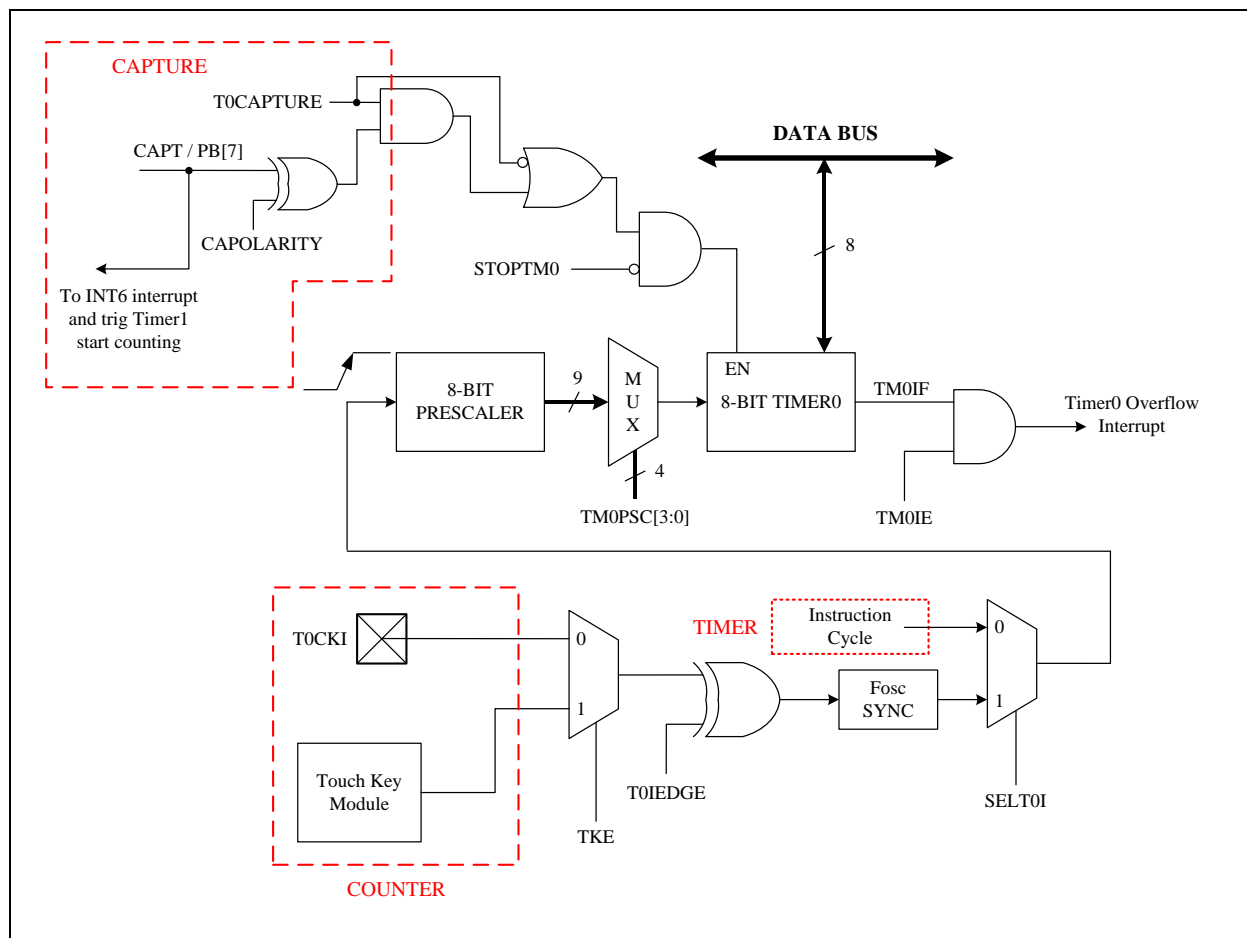 CAPTURE
T0CAPTURE
CAPT / PB[7]
CAPOLARITY
To INT6 interrupt
and trig Timer1
start counting
DATA BUS
8
STOPTM0
8-BIT
PRESCALER
9
M
U
X
4
TM0PSC[3:0]
EN
8-BIT TIMER0
TM0IF
TM0IE
Timer0 Overflow
Interrupt
T0CKI
Touch Key
Module
COUNTER
0
1
TKE
T0IEDGE
TIMER
Instruction
Cycle
Fosc
SYNC
0
1
SELT0I